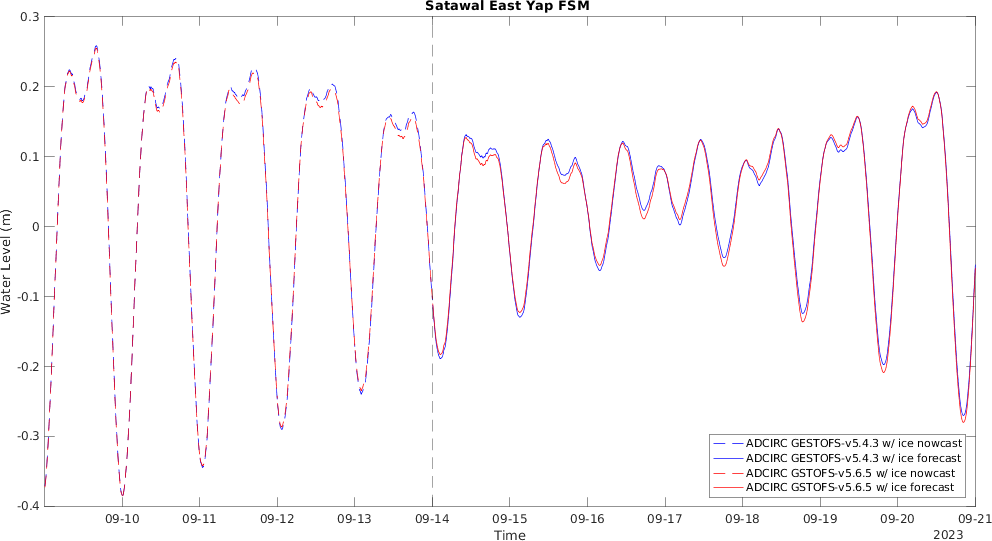 Satawal East Yap FSM
0.3
0.2
0.1
0
-0.1
-0.2
-0.3
-0.4
Water Level (m)
09-10 09-11 09-12 09-13 09-14 09-15 09-16 09-17 09-18 09-19 09-20 09-21
Time
2023
ADCIRC GESTOFS-v5.4.3 w/ ice nowcast
ADCIRC GESTOFS-v5.4.3 w/ ice forecast
ADCIRC GSTOFS-v5.6.5 w/ ice nowcast
ADCIRC GSTOFS-v5.6.5 w/ ice forecast